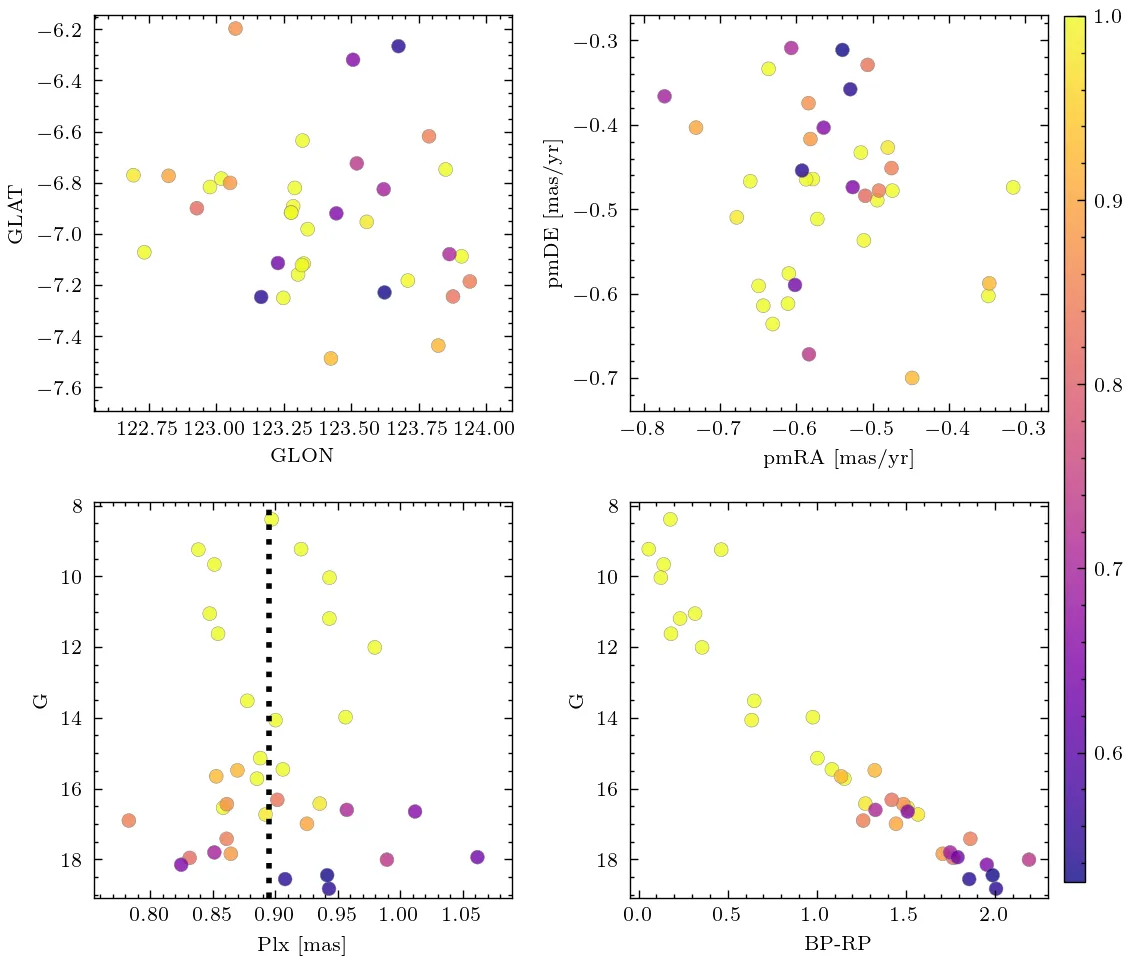 −6.2
−6.4
−6.6
−6.8
−7.0
−7.2
−7.4
−7.6
GLAT
122.75 123.00 123.25 123.50 123.75 124.00
GLON
−0.3
−0.4
−0.5
−0.6
−0.7
pmDE [mas/yr]
−0.8 −0.7 −0.6 −0.5 −0.4 −0.3
pmRA [mas/yr]
1.0
0.9
0.8
0.7
0.6
8
10
12
14
16
18
G
0.80 0.85 0.90 0.95 1.00 1.05
Plx [mas]
8
10
12
14
16
18
G
0.0 0.5 1.0 1.5 2.0
BP-RP